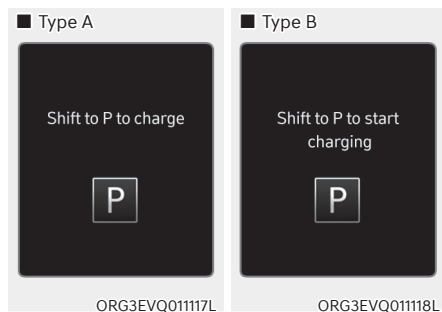 ■ Type A
Shift to P to charge
P
ORG3EVQ011117L
■ Type B
Shift to P to start
charging
P
ORG3EVQ011118L